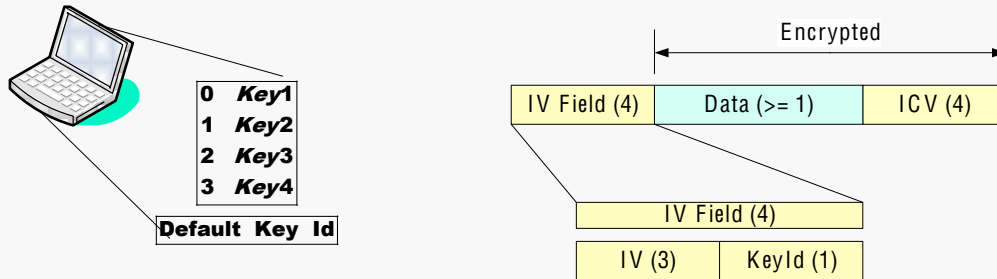 0 Key1
1 Key2
2 Key3
3 Key4
Default Key Id
Encrypted
IV Field (4) Data (>= 1) ICV (4)
IV Field (4)
IV (3) KeyId (1)